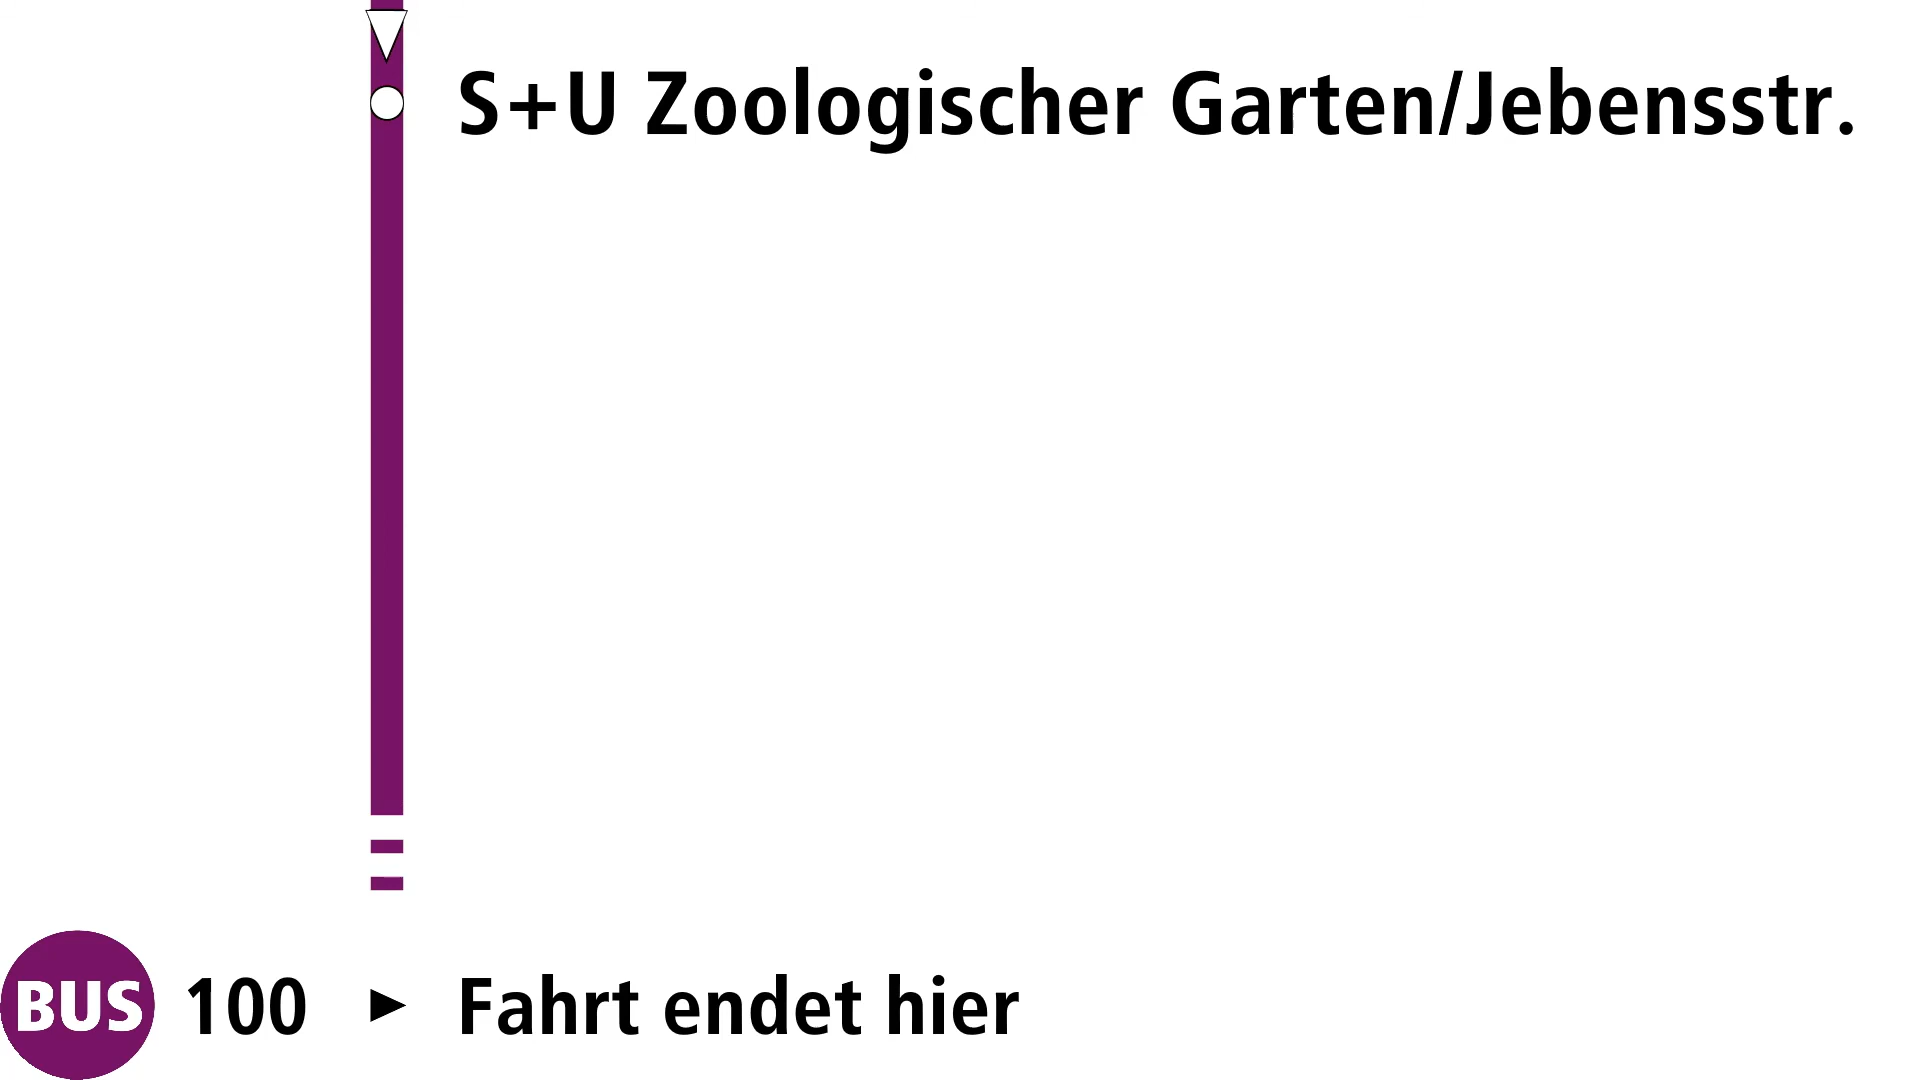 S+U Zoologischer Garten/Jebensstr.
BUS 100 ► Fahrt endet hier